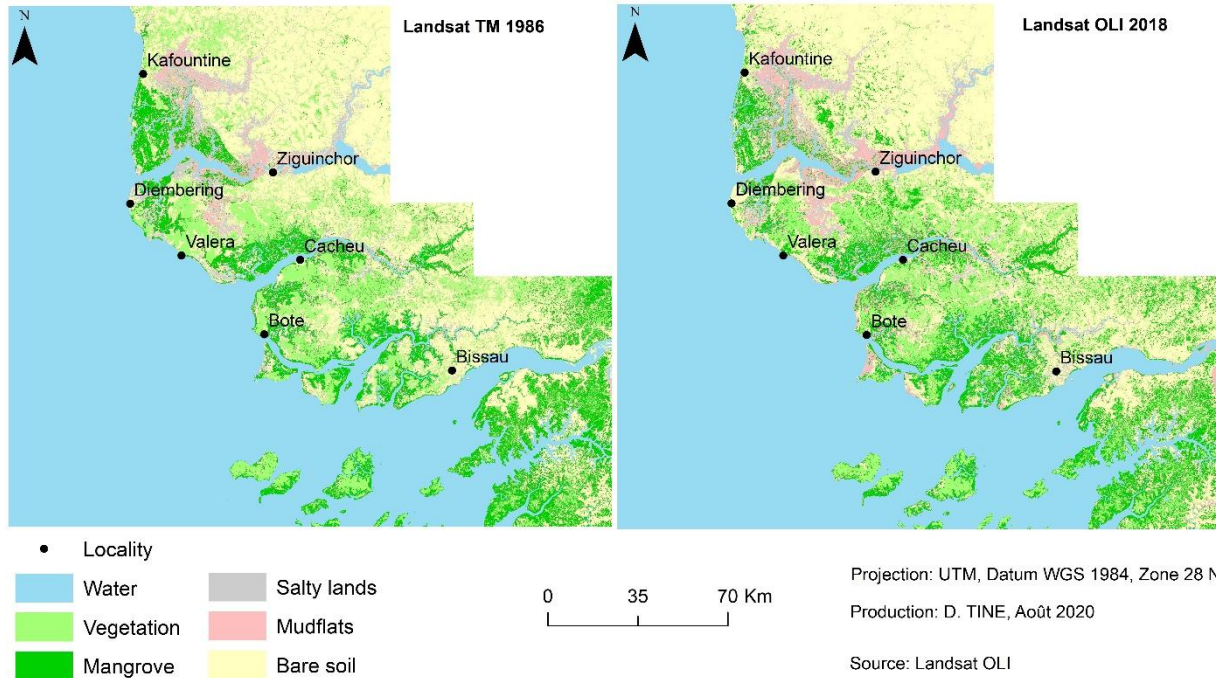 N
Landsat TM 1986
Kafountine
Ziguinchor
Diembering
Valera
Cacheu
Bote
Bissau
N
Landsat OLI 2018
Kafountine
Ziguinchor
Diembering
Valera
Cacheu
Bote
Bissau
Locality
Water
Vegetation
Mangrove
Salty lands
Mudflats
Bare soil
0 35 70 Km
Projection: UTM, Datum WGS 1984, Zone 28 N
Production: D. TINE, Août 2020
Source: Landsat OLI